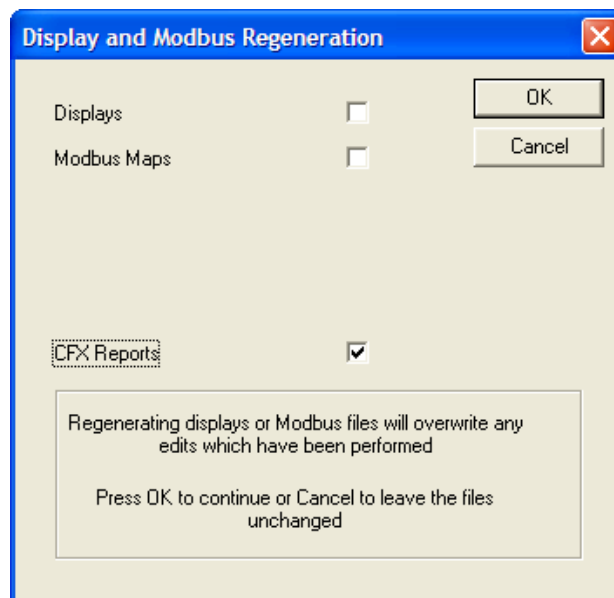 Display and Modbus Regeneration
Displays
OK
Modbus Maps
Cancel
CFX Reports
Regenerating displays or Modbus files will overwrite any
edits which have been performed
Press OK to continue or Cancel to leave the files
unchanged